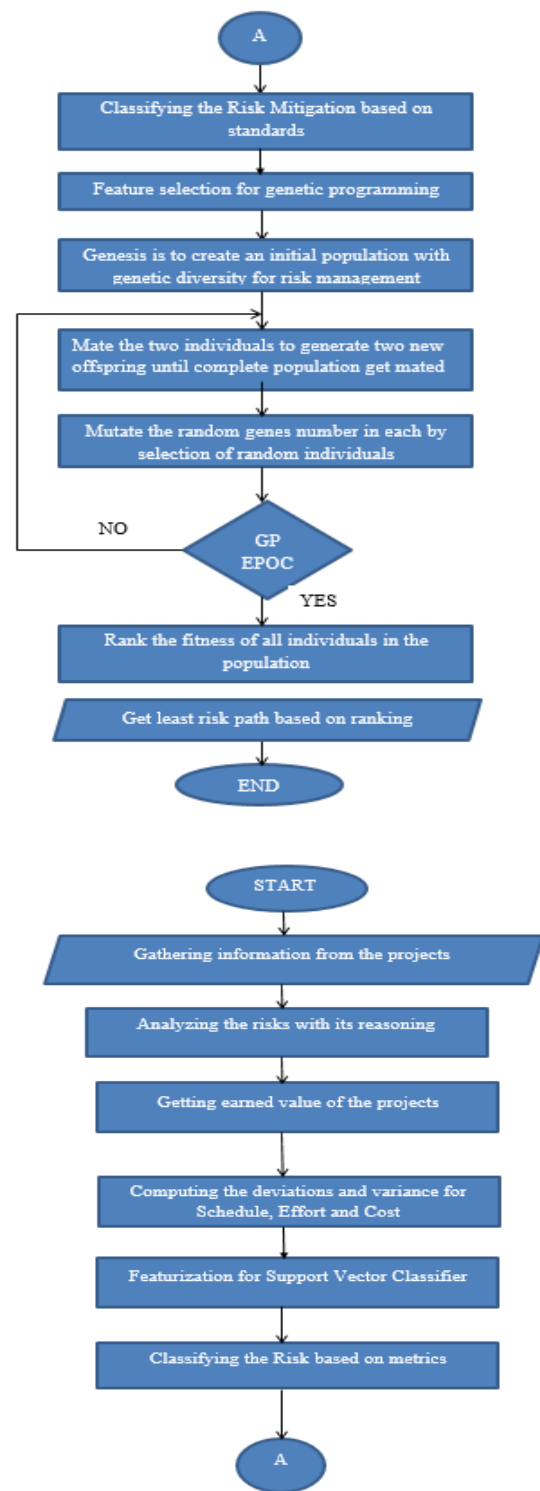 A
Classifying the Risk Mitigation based on
standards
Feature selection for genetic programming
Genesis is to create an initial population with
genetic diversity for risk management
Mate the two individuals to generate two new
offspring until complete population get mated
Mutate the random genes number in each by
selection of random individuals
NO
GP
EPOC
YES
Rank the fitness of all individuals in the
population
Get least risk path based on ranking
END
START
Gathering information from the projects
Analyzing the risks with its reasoning
Getting earned value of the projects
Computing the deviations and variance for
Schedule, Effort and Cost
Featurization for Support Vector Classifier
Classifying the Risk based on metrics
A